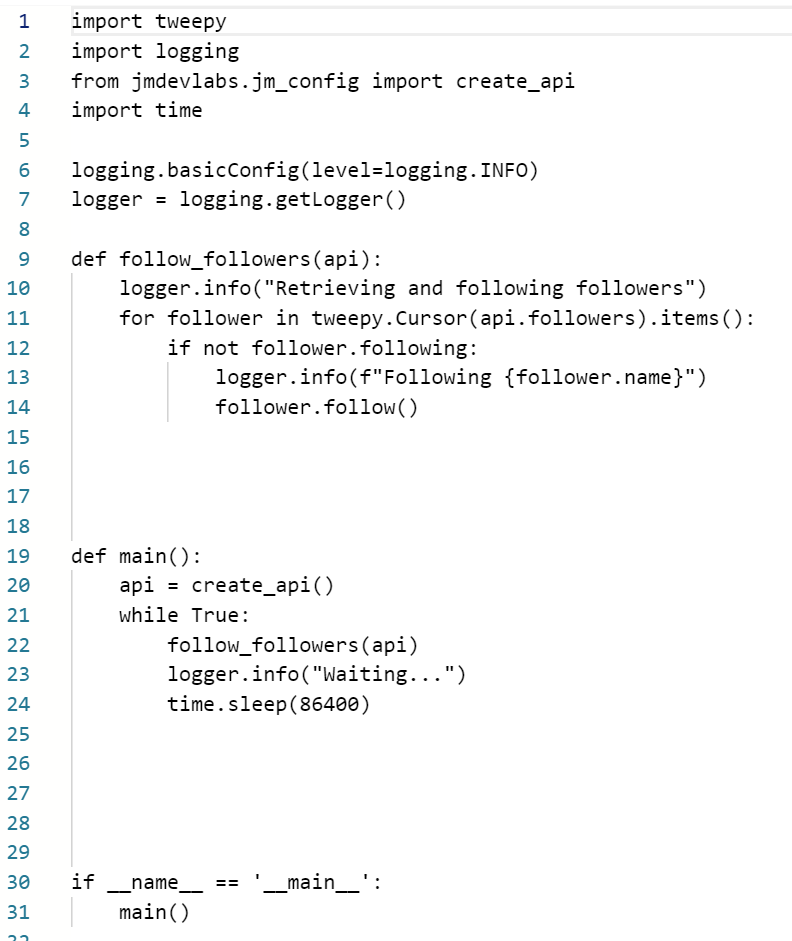 1 import tweepy
2 import logging
3 from jmdevlabs.jm_config import create_api
4 import time
5
6 logging.basicConfig(level=logging.INFO)
7 logger = logging.getLogger()
8
9 def follow_followers(api):
10     logger.info("Retrieving and following followers")
11     for follower in tweepy.Cursor(api.followers).items():
12         if not follower.following:
13             logger.info(f"Following {follower.name}")
14             follower.follow()
15
16
17
18
19 def main():
20     api = create_api()
21     while True:
22         follow_followers(api)
23         logger.info("Waiting...")
24         time.sleep(86400)
25
26
27
28
29
30 if __name__ == '__main__':
31     main()